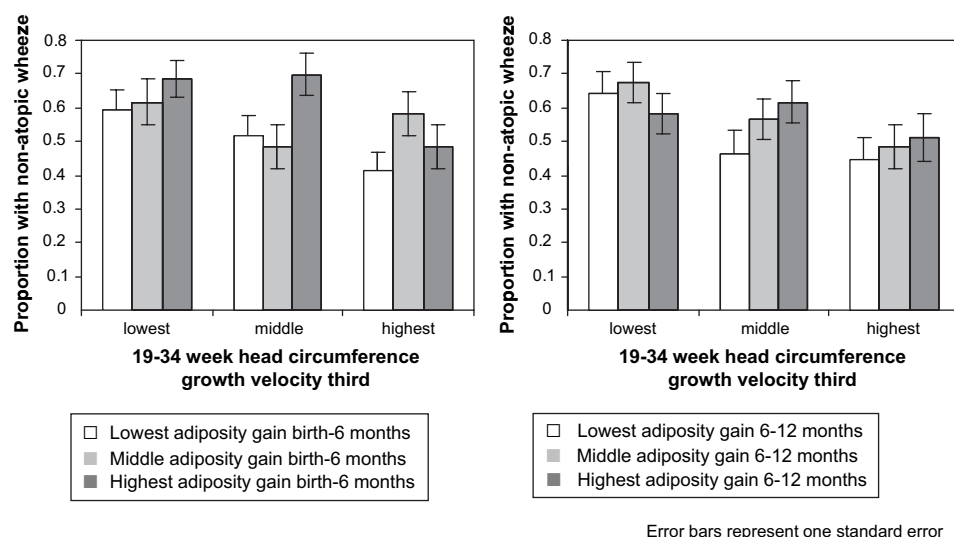 Proportion with non-atopic wheeze
0.8
0.7
0.6
0.5
0.4
0.3
0.2
0.1
0
lowest middle highest
19-34 week head circumference
growth velocity third
Lowest adiposity gain birth-6 months
Middle adiposity gain birth-6 months
Highest adiposity gain birth-6 months
Proportion with non-atopic wheeze
0.8
0.7
0.6
0.5
0.4
0.3
0.2
0.1
0
lowest middle highest
19-34 week head circumference
growth velocity third
Lowest adiposity gain 6-12 months
Middle adiposity gain 6-12 months
Highest adiposity gain 6-12 months
Error bars represent one standard error